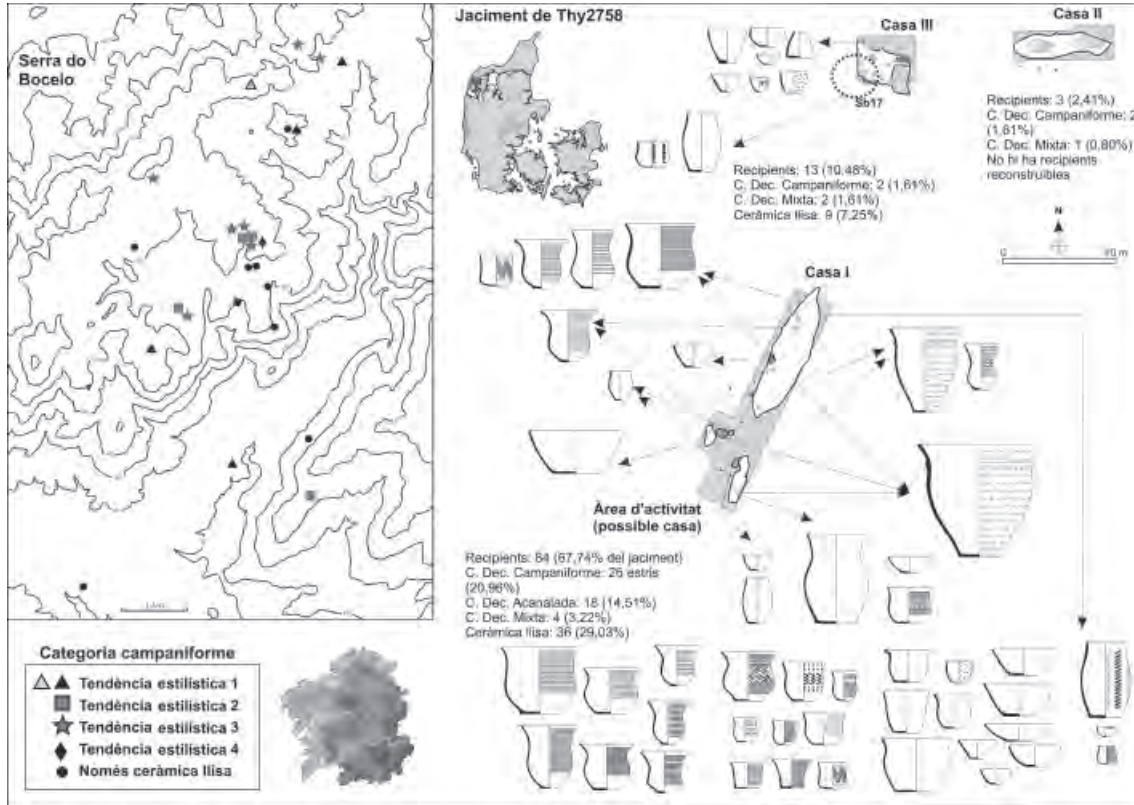 Serra do
Bocelo
1 km
Categoria campaniforme
Tendència estilística 1
Tendència estilística 2
Tendència estilística 3
Tendència estilística 4
Només ceràmica llisa
Jaciment de Thy2758
Casa III
Sb17
Recipients: 13 (10,48%)
C. Dec. Campaniforme: 2 (1,61%)
C. Dec. Mixta: 2 (1,61%)
Ceràmica llisa: 9 (7,25%)
Casa II
Recipients: 3 (2,41%)
C. Dec. Campaniforme: 2
(1,61%)
C. Dec. Mixta: 1 (0,80%)
No hi ha recipients
reconstruïbles
N
0
Casa I
Àrea d'activitat
(possible casa)
Recipients: 84 (67,74% del jaciment)
C. Dec. Campaniforme: 26 estris
(20,96%)
C. Dec. Acanalada: 18 (14,51%)
C. Dec. Mixta: 4 (3,22%)
Ceràmica llisa: 36 (29,03%)